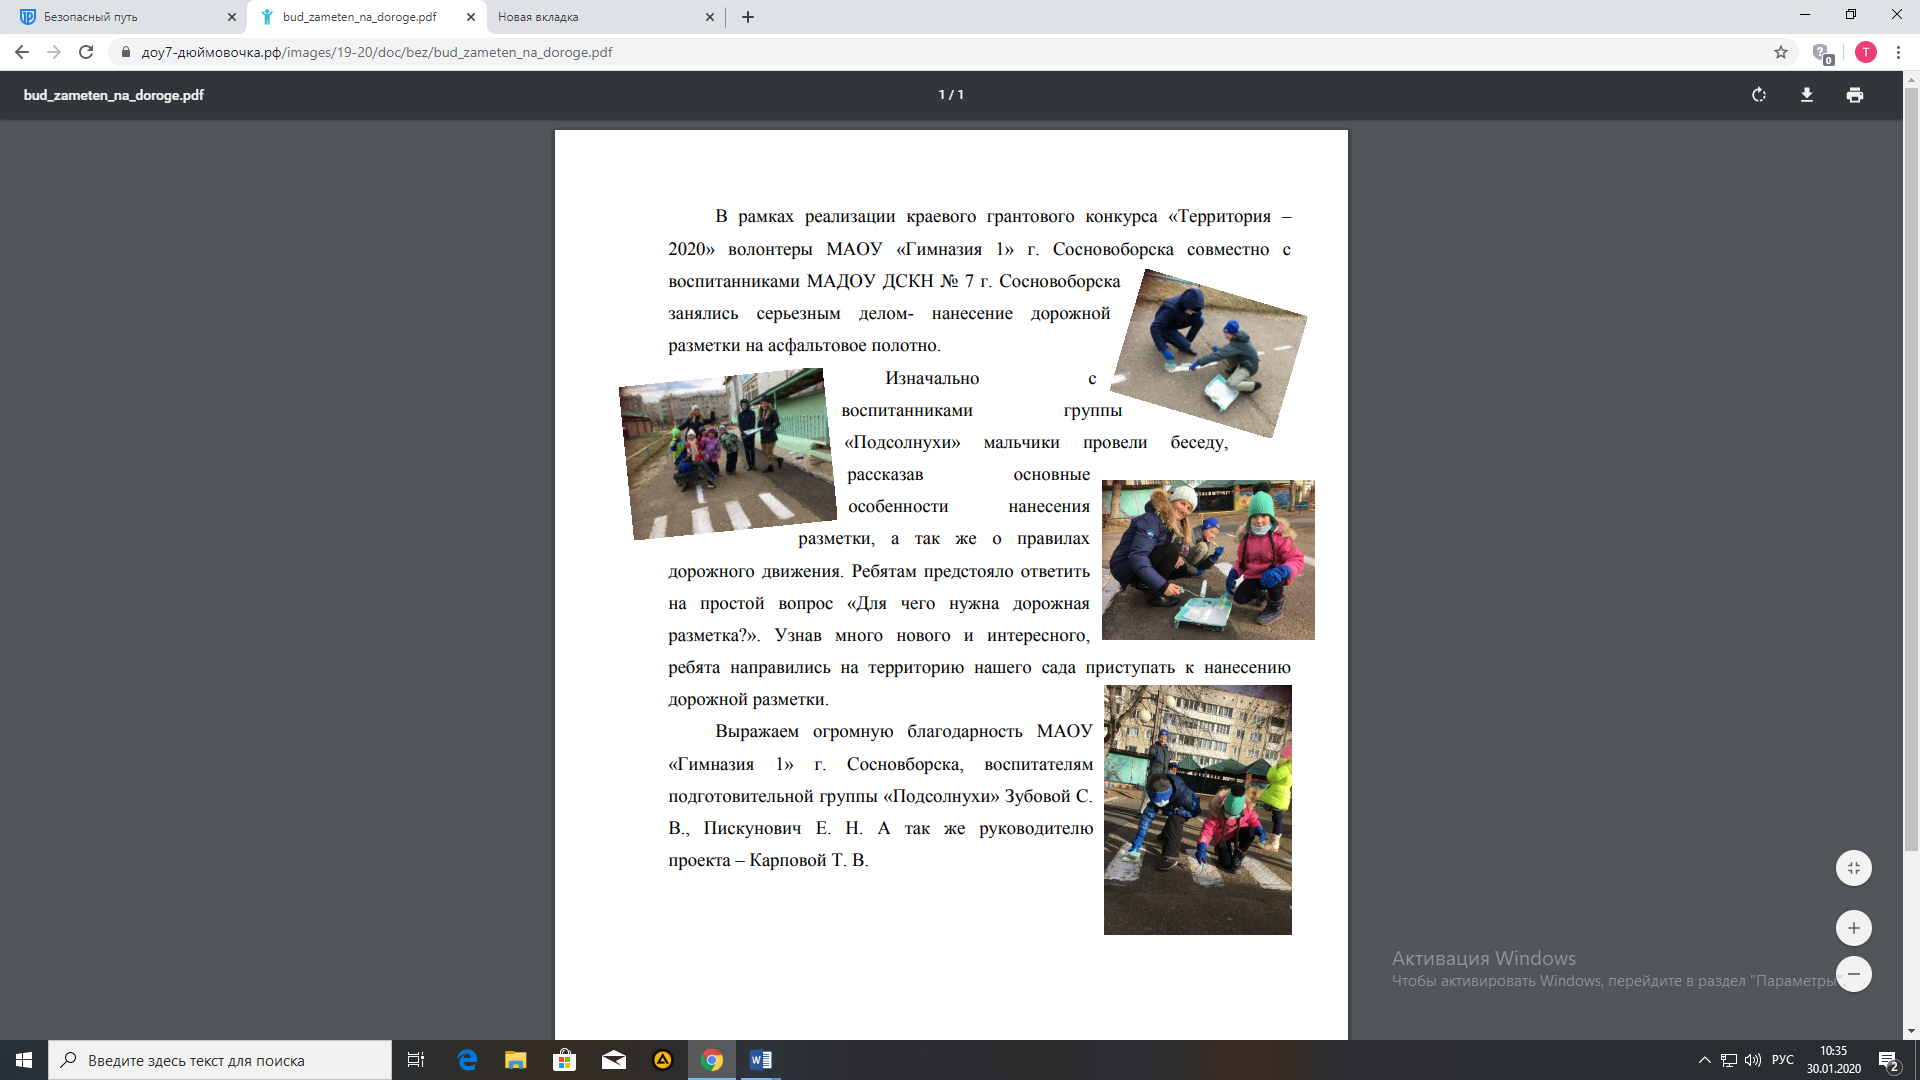 Безопасный путь
bud_zameten_na_doroge.pdf
Новая вкладка
доу7-дюймовочка.рф/images/19-20/doc/bez/bud_zameten_na_doroge.pdf
0
T
bud_zameten_na_doroge.pdf
1 / 1
В рамках реализации краевого грантового конкурса «Территория –
2020» волонтеры МАОУ «Гимназия 1» г. Сосновоборска совместно с
воспитанниками МАДОУ ДСКН № 7 г. Сосновоборска
занялись серьезным делом- нанесение дорожной
разметки на асфальтовое полотно.
Изначально с
воспитанниками группы
«Подсолнухи» мальчики провели беседу,
рассказав основные
особенности нанесения
разметки, а так же о правилах
дорожного движения. Ребятам предстояло ответить
на простой вопрос «Для чего нужна дорожная
разметка?». Узнав много нового и интересного,
ребята направились на территорию нашего сада приступать к нанесению
дорожной разметки.
Выражаем огромную благодарность МАОУ
«Гимназия 1» г. Сосновборска, воспитателям
подготовительной группы «Подсолнухи» Зубовой С.
В., Пискунович Е. Н. А так же руководителю
проекта – Карповой Т. В.
Активация Windows
Чтобы активировать Windows, перейдите в раздел "Параметры".
Введите здесь текст для поиска
РУС
10:35
30.01.2020
2